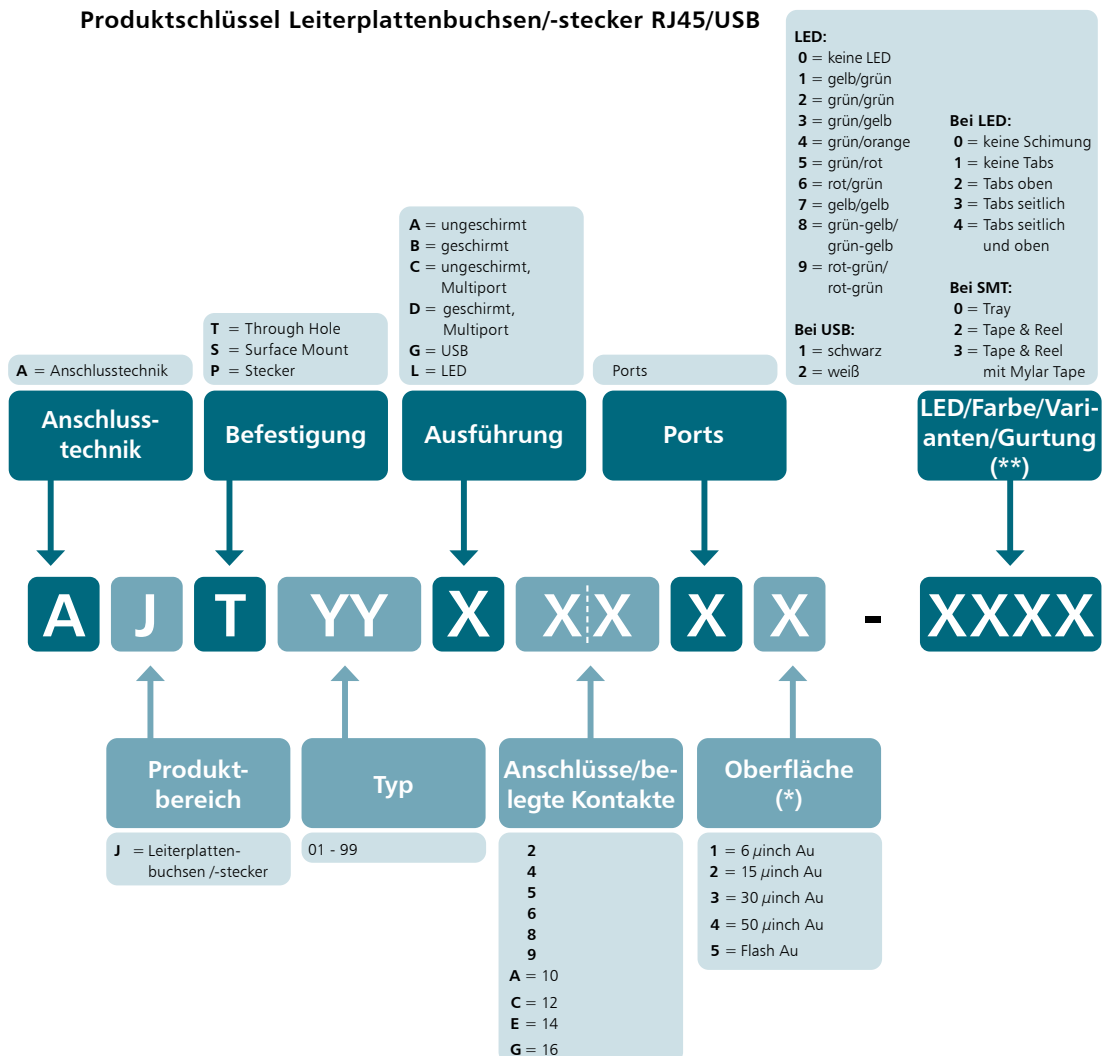 Produktschlüssel Leiterplattenbuchsen/-stecker RJ45/USB
LED:
0 = keine LED
1 = gelb/grün
2 = grün/grün
3 = grün/gelb
4 = grün/orange
5 = grün/rot
6 = rot/grün
7 = gelb/gelb
8 = grün-gelb/
grün-gelb
9 = rot-grün/
rot-grün
Bei USB:
1 = schwarz
2 = weiß
Bei LED:
0 = keine Schimung
1 = keine Tabs
2 = Tabs oben
3 = Tabs seitlich
4 = Tabs seitlich
und oben
Bei SMT:
0 = Tray
2 = Tape & Reel
3 = Tape & Reel
mit Mylar Tape
A = ungeschirmt
B = geschirmt
C = ungeschirmt,
Multiport
D = geschirmt,
Multiport
G = USB
L = LED
T = Through Hole
S = Surface Mount
P = Stecker
A = Anschlusstechnik
Ports
Anschluss-
technik
Befestigung
Ausführung
Ports
LED/Farbe/Vari-
anten/Gurtung
(**)
A J T YY X X X X X - XXXX
Produkt-
bereich
Typ
Anschlüsse/be-
legte Kontakte
Oberfläche
(*)
J = Leiterplatten-
buchsen /-stecker
01 - 99
2
4
5
6
8
9
A = 10
C = 12
E = 14
G = 16
1 = 6 µinch Au
2 = 15 µinch Au
3 = 30 µinch Au
4 = 50 µinch Au
5 = Flash Au